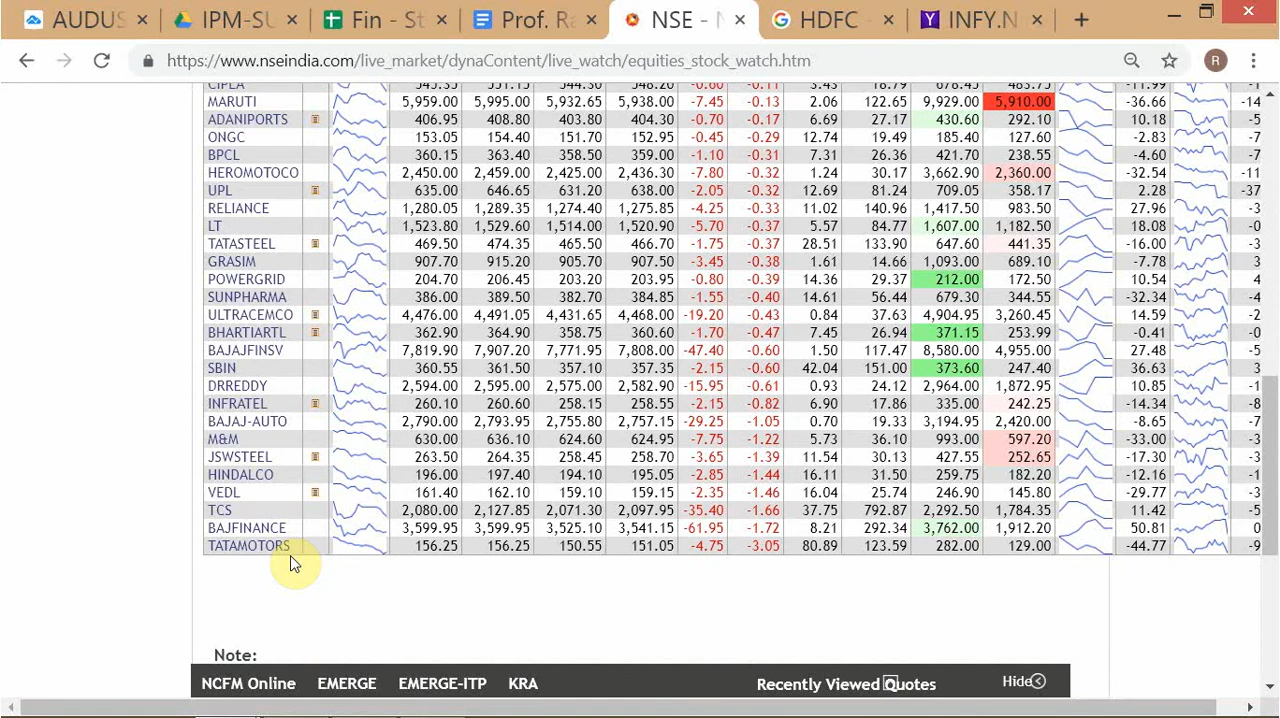 AUDUS
IPM-SU
Fin - St
Prof. Ra
NSE - N
HDFC -
INFY.N
https://www.nseindia.com/live_market/dynaContent/live_watch/equities_stock_watch.htm
R
CIPLA 545.35 551.15 544.30 548.20 -0.60 -0.11 3.43 18.79 678.45 483.75 -11.99
MARUTI 5,959.00 5,995.00 5,932.65 5,938.00 -7.45 -0.13 2.06 122.65 9,929.00 5,910.00 -36.66 -14
ADANIPORTS 406.95 408.80 403.80 404.30 -0.70 -0.17 6.69 27.17 430.60 292.10 10.18 -5
ONGC 153.05 154.40 151.70 152.95 -0.45 -0.29 12.74 19.49 185.40 127.60 -2.83 -7
BPCL 360.15 363.40 358.50 359.00 -1.10 -0.31 7.31 26.36 421.70 238.55 -4.60 -7
HEROMOTOCO 2,450.00 2,459.00 2,425.00 2,436.30 -7.80 -0.32 1.24 30.17 3,662.90 2,360.00 -32.54 -11
UPL 635.00 646.65 631.20 638.00 -2.05 -0.32 12.69 81.24 709.05 358.17 2.28 -37
RELIANCE 1,280.05 1,289.35 1,274.40 1,275.85 -4.25 -0.33 11.02 140.96 1,417.50 983.50 27.96 -3
LT 1,523.80 1,529.60 1,514.00 1,520.90 -5.70 -0.37 5.57 84.77 1,607.00 1,182.50 18.08 -0
TATASTEEL 469.50 474.35 465.50 466.70 -1.75 -0.37 28.51 133.90 647.60 441.35 -16.00 -3
GRASIM 907.70 915.20 905.70 907.50 -3.45 -0.38 1.61 14.66 1,093.00 689.10 -7.78 3
POWERGRID 204.70 206.45 203.20 203.95 -0.80 -0.39 14.36 29.37 212.00 172.50 10.54 4
SUNPHARMA 386.00 389.50 382.70 384.85 -1.55 -0.40 14.61 56.44 679.30 344.55 -32.34 -4
ULTRACEMCO 4,476.00 4,491.05 4,431.65 4,468.00 -19.20 -0.43 0.84 37.63 4,904.95 3,260.45 14.59 -2
BHARTIARTL 362.90 364.90 358.75 360.60 -1.70 -0.47 7.45 26.94 371.15 253.99 -0.41 -0
BAJAJFINSV 7,819.90 7,907.20 7,771.95 7,808.00 -47.40 -0.60 1.50 117.47 8,580.00 4,955.00 27.48 -5
SBIN 360.55 361.50 357.10 357.35 -2.15 -0.60 42.04 151.00 373.60 247.40 36.63 3
DRREDDY 2,594.00 2,595.00 2,575.00 2,582.90 -15.95 -0.61 0.93 24.12 2,964.00 1,872.95 10.85 -1
INFRATEL 260.10 260.60 258.15 258.55 -2.15 -0.82 6.90 17.86 335.00 242.25 -14.34 -8
BAJAJ-AUTO 2,790.00 2,793.95 2,755.80 2,757.15 -29.25 -1.05 0.70 19.33 3,194.95 2,420.00 -8.65 -7
M&M 630.00 636.10 624.60 624.95 -7.75 -1.22 5.73 36.10 993.00 597.20 -33.00 -3
JSWSTEEL 263.50 264.35 258.45 258.70 -3.65 -1.39 11.54 30.13 427.55 252.65 -17.30 -3
HINDALCO 196.00 197.40 194.10 195.05 -2.85 -1.44 16.11 31.50 259.75 182.20 -12.16 -1
VEDL 161.40 162.10 159.10 159.15 -2.35 -1.46 16.04 25.74 246.90 145.80 -29.77 -3
TCS 2,080.00 2,127.85 2,071.30 2,097.95 -35.40 -1.66 37.75 792.87 2,292.50 1,784.35 11.42 -5
BAJFINANCE 3,599.95 3,599.95 3,525.10 3,541.15 -61.95 -1.72 8.21 292.34 3,762.00 1,912.20 50.81 0
TATAMOTORS 156.25 156.25 150.55 151.05 -4.75 -3.05 80.89 123.59 282.00 129.00 -44.77 -9
Note:
NCFM Online EMERGE EMERGE-ITP KRA Recently Viewed Quotes Hide